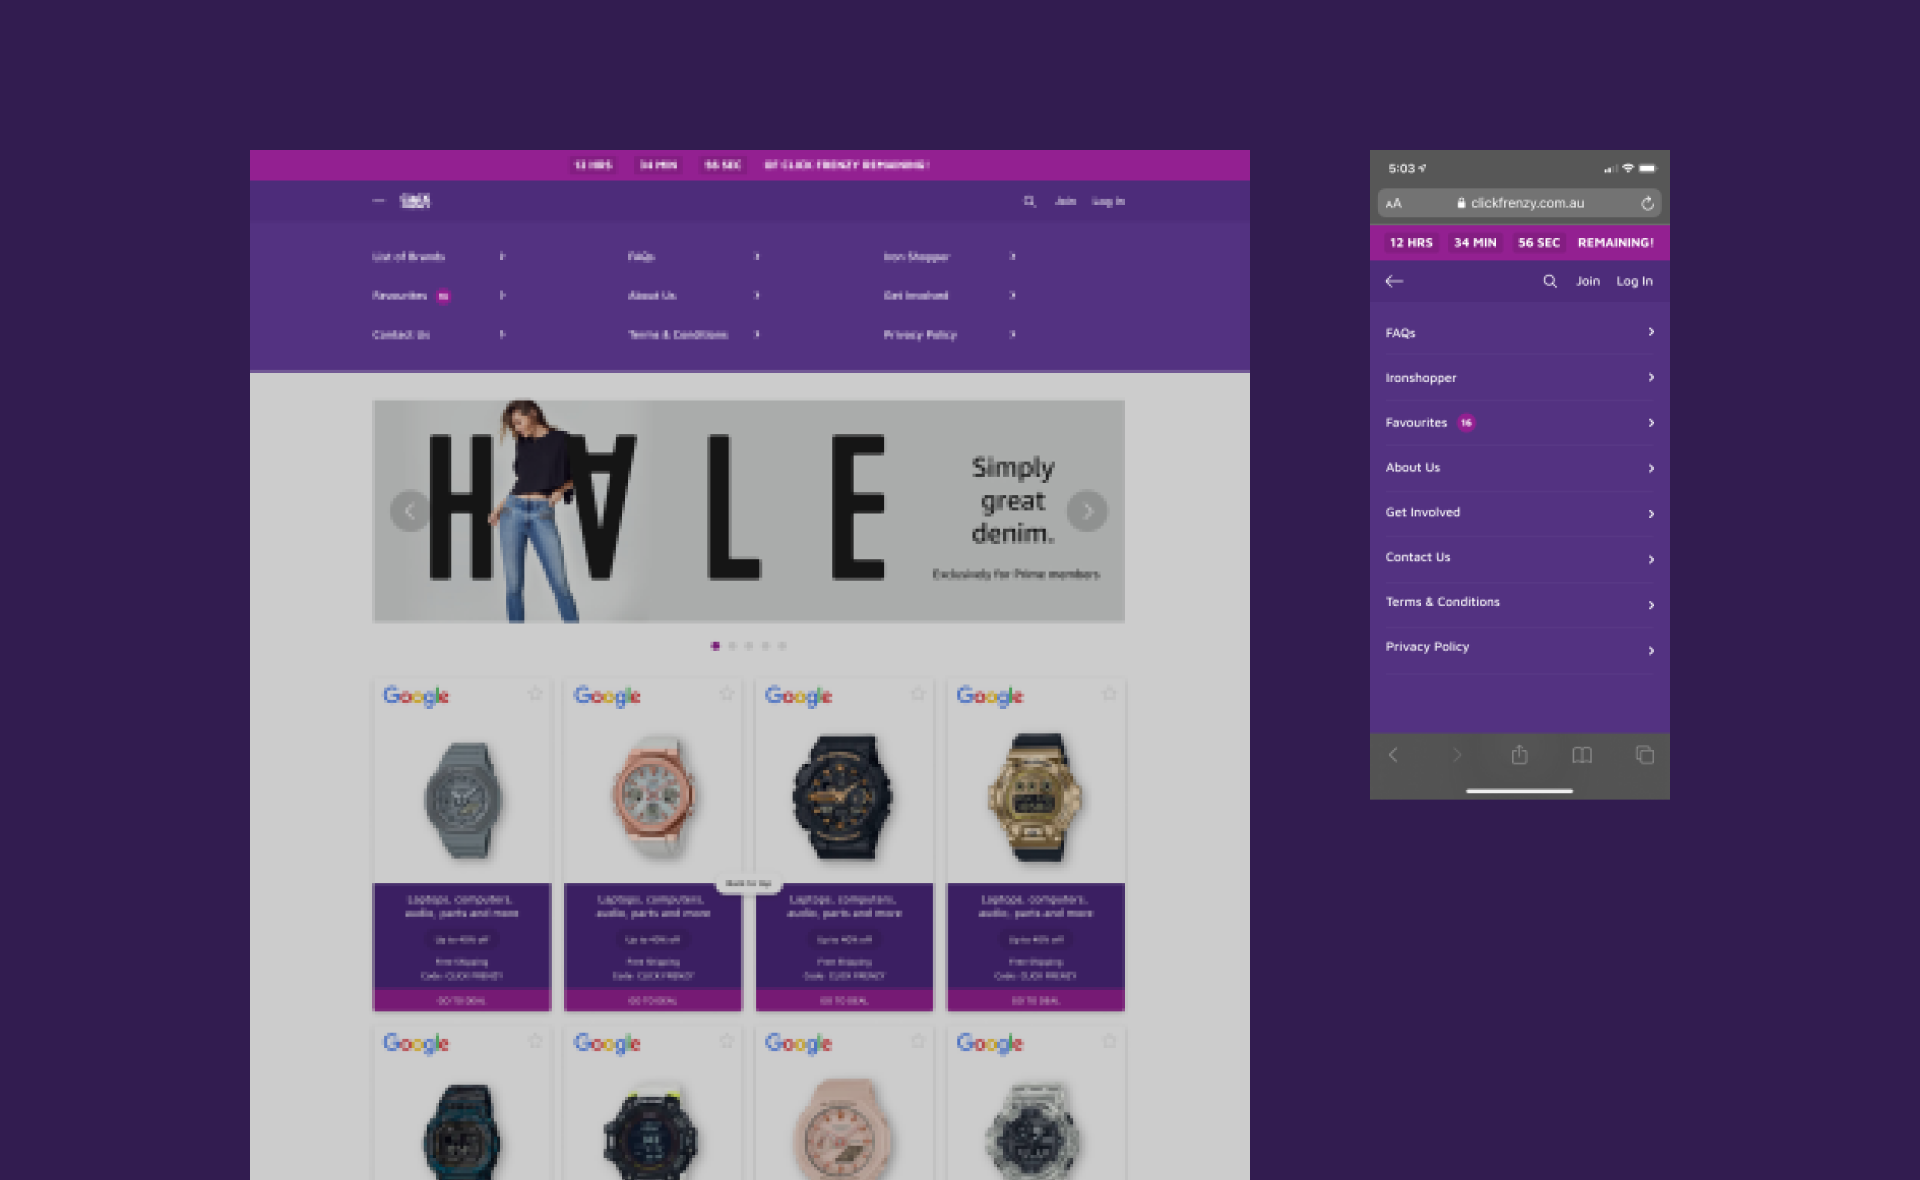 12 HRS 34 MIN 56 SEC OF CLICK FRENZY REMAINING!
Join Log In
List of Brands
FAQs
Iron Shopper
Favourites 16
About Us
Get Involved
Contact Us
Terms & Conditions
Privacy Policy
HALE
Simply
great
denim.
Exclusively for Prime members
Google
Google
Google
Google
Back to top
Laptops, computers,
audio, parts and more
Up to 40% off
Free Shipping
Code: CLICK FRENZY
GO TO DEAL
Laptops, computers,
audio, parts and more
Up to 40% off
Free Shipping
Code: CLICK FRENZY
GO TO DEAL
Laptops, computers,
audio, parts and more
Up to 40% off
Free Shipping
Code: CLICK FRENZY
GO TO DEAL
Laptops, computers,
audio, parts and more
Up to 40% off
Free Shipping
Code: CLICK FRENZY
GO TO DEAL
Google
Google
Google
Google
5:03
AA clickfrenzy.com.au
12 HRS 34 MIN 56 SEC REMAINING!
Join Log In
FAQs
Ironshopper
Favourites 16
About Us
Get Involved
Contact Us
Terms & Conditions
Privacy Policy